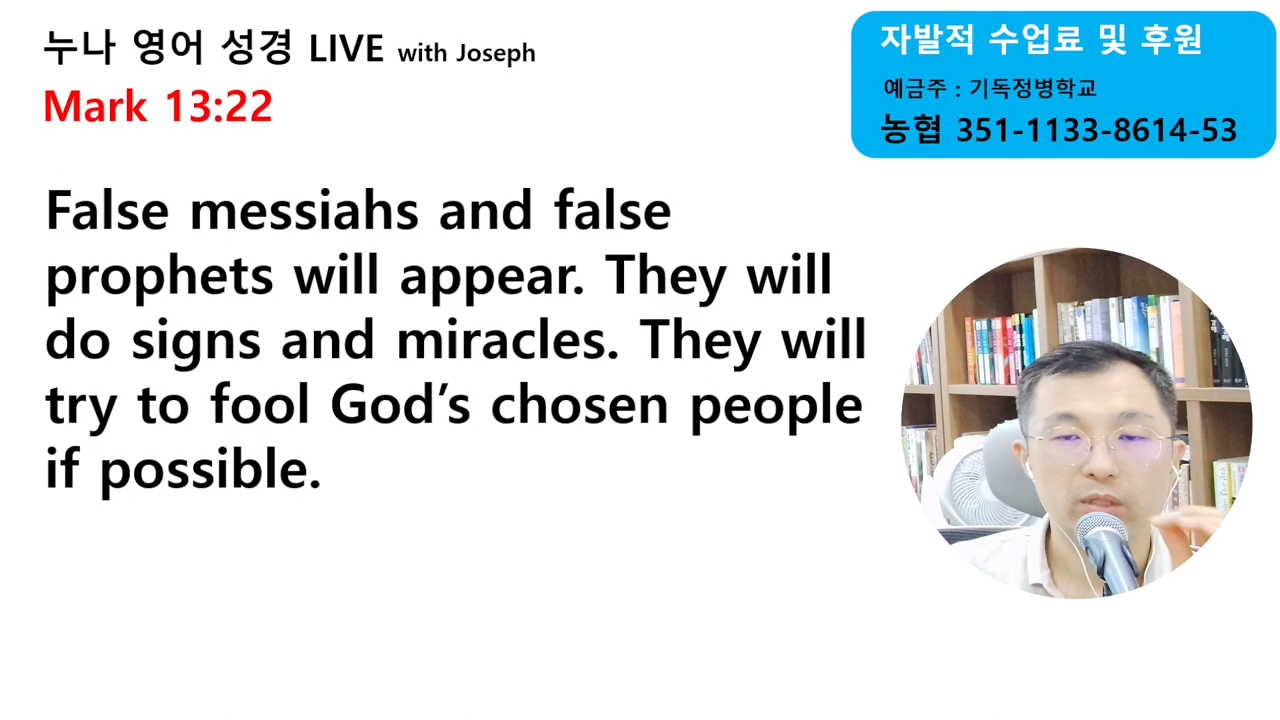 누나 영어 성경 LIVE with Joseph
Mark 13:22
자발적 수업료 및 후원
예금주 : 기독정병학교
농협 351-1133-8614-53
False messiahs and false
prophets will appear. They will
do signs and miracles. They will
try to fool God’s chosen people
if possible.